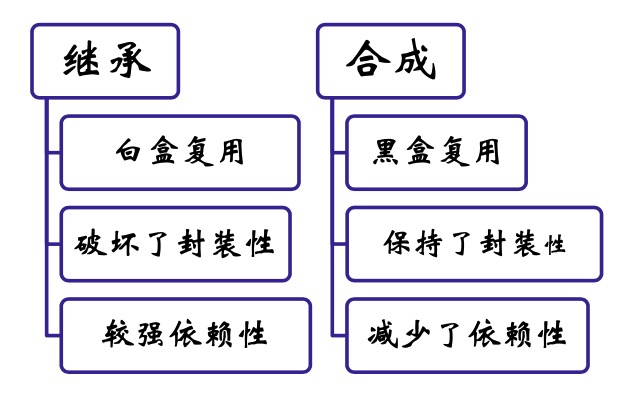 继承
白盒复用
破坏了封装性
较强依赖性
合成
黑盒复用
保持了封装性
减少了依赖性